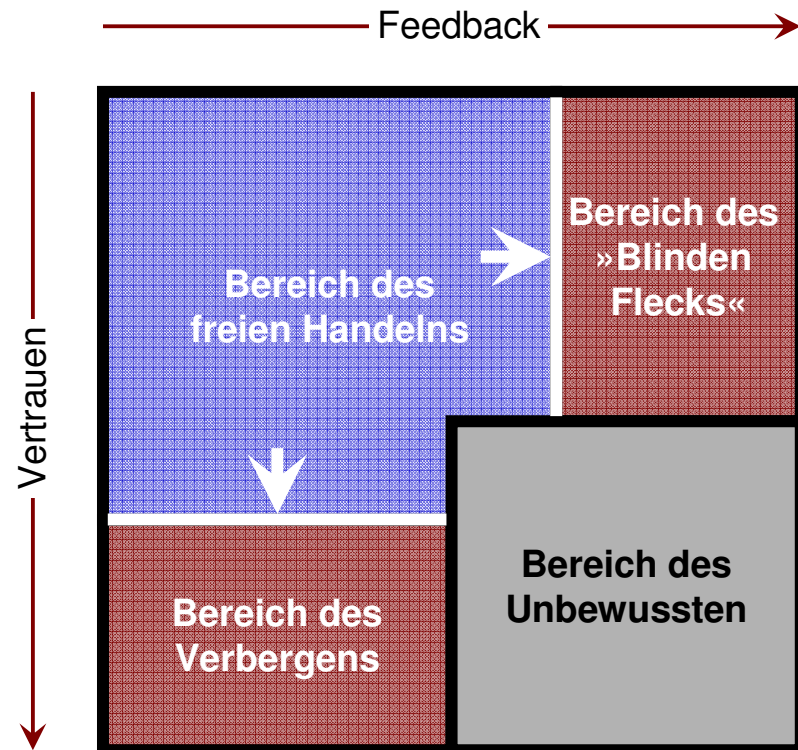 Feedback
Bereich des
»Blinden
Flecks«
Bereich des
freien Handelns
Vertrauen
Bereich des
Verbergens
Bereich des
Unbewussten